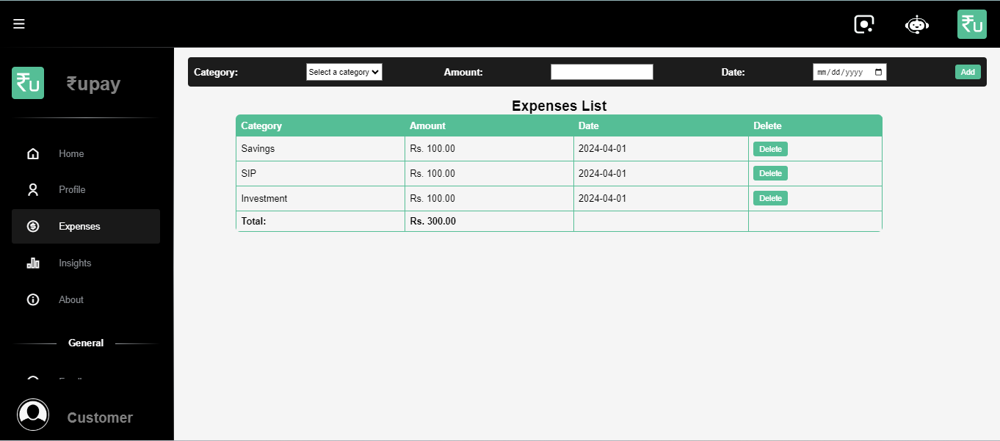 ₹u
₹u ₹upay
Category: Select a category Amount: Date: mm/dd/yyyy Add
Expenses List
Category Amount Date Delete
Savings Rs. 100.00 2024-04-01 Delete
SIP Rs. 100.00 2024-04-01 Delete
Investment Rs. 100.00 2024-04-01 Delete
Total: Rs. 300.00
Home
Profile
Expenses
Insights
About
General
Customer